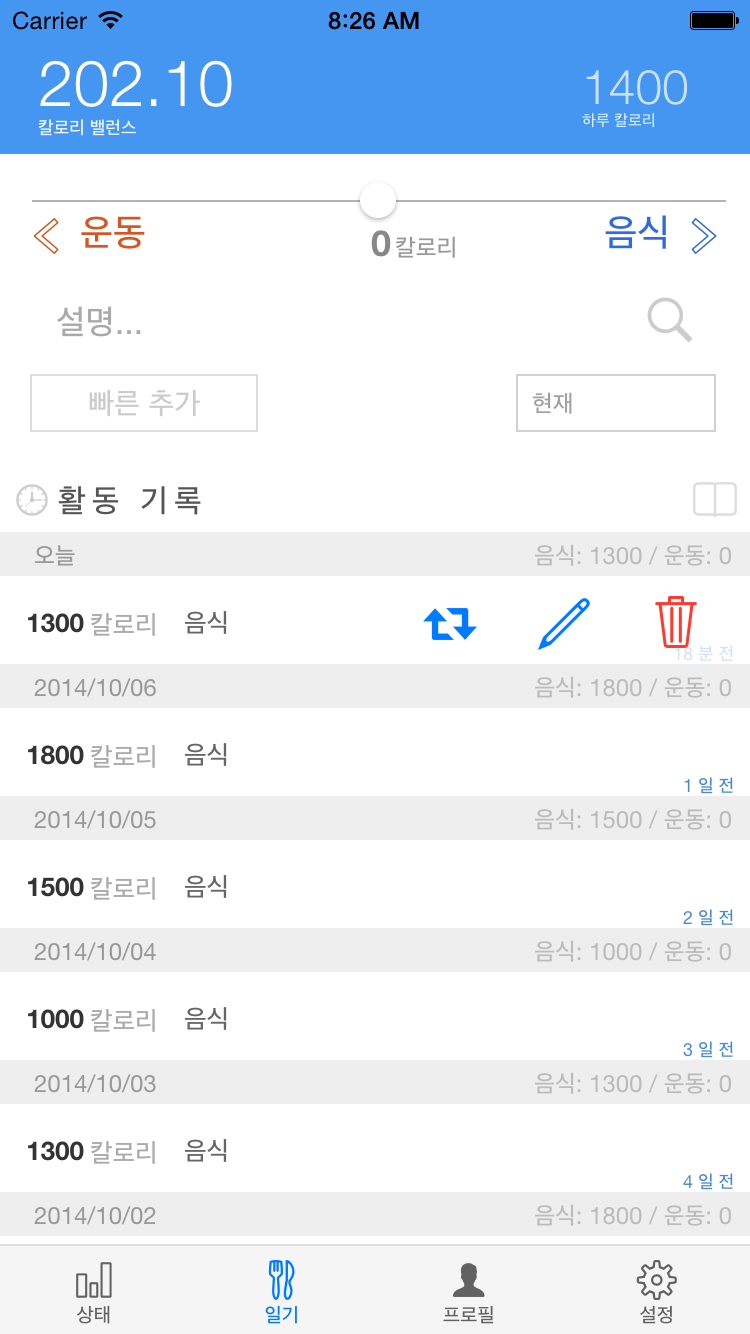 Carrier 8:26 AM
202.10 1400
칼로리 밸런스 하루 칼로리
운동 0 칼로리 음식
설명...
빠른 추가 현재
활동 기록
오늘 음식: 1300 / 운동: 0
1300 칼로리 음식
18 분 전
2014/10/06 음식: 1800 / 운동: 0
1800 칼로리 음식
1 일 전
2014/10/05 음식: 1500 / 운동: 0
1500 칼로리 음식
2 일 전
2014/10/04 음식: 1000 / 운동: 0
1000 칼로리 음식
3 일 전
2014/10/03 음식: 1300 / 운동: 0
1300 칼로리 음식
4 일 전
2014/10/02 음식: 1800 / 운동: 0
상태 일기 프로필 설정